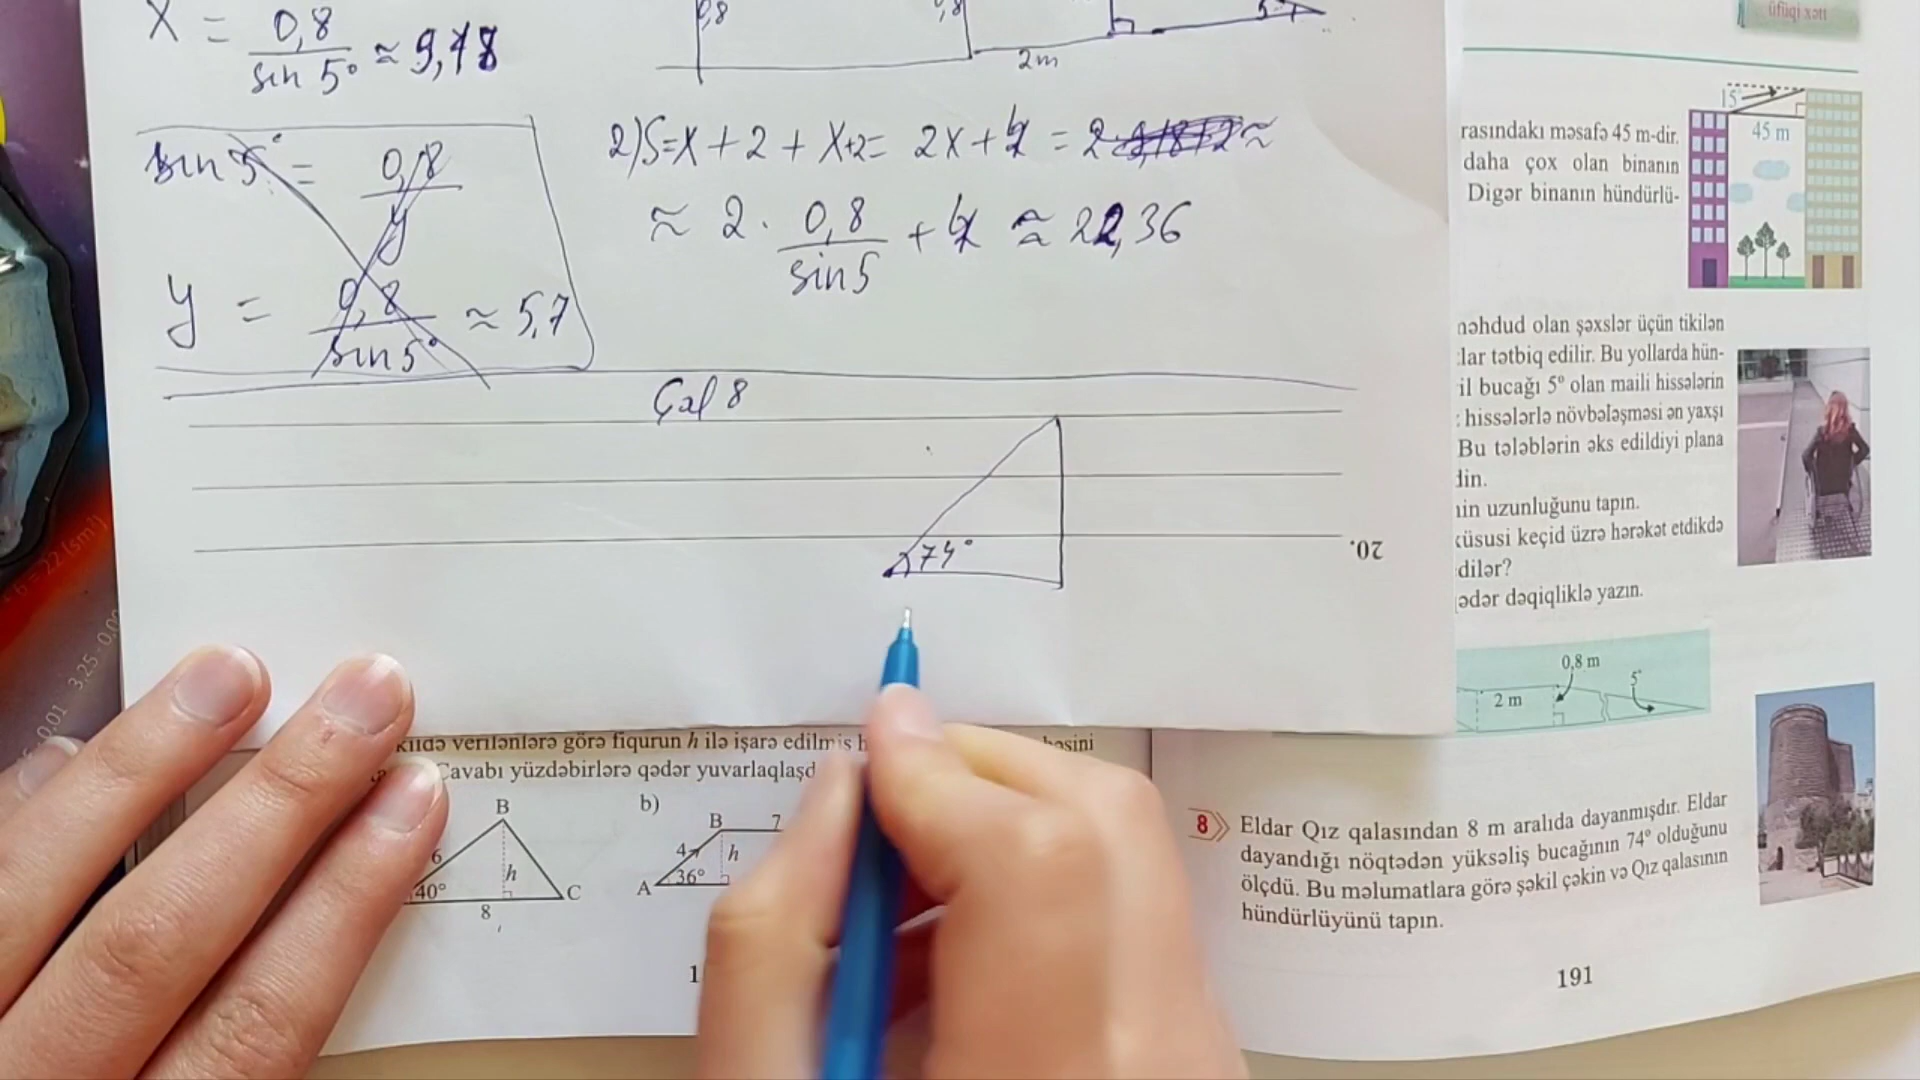 x = 0,8 / sin 5° ≈ 9,18
0,8
2m
sin 5° = 0,8 / y
y = 0,8 / sin 5° ≈ 5,7
2) S = x + 2 + x+2 = 2x + 4 = 2
≈ 2 · 0,8 / sin 5 + 4 ≈ 22,36
Çal 8
74°
20.
üfüqi xətt
15°
45 m
rasındakı məsafə 45 m-dir.
daha çox olan binanın
Digər binanın hündürlü-
məhdud olan şəxslər üçün tikilən
lar tətbiq edilir. Bu yollarda hün-
il bucağı 5° olan maili hissələrin
hissələrlə növbələşməsi ən yaxşı
Bu tələblərin əks edildiyi plana
in uzunluğunu tapın.
keçid üzrə hərəkət etdikdə
dilər?
ədər dəqiqliklə yazın.
0,8 m
2 m
5°
verilənlərə görə fiqurun h ilə işarə edilmiş h
Cavabı yüzdəbirlərə qədər yuvarlaqlaşd
B
6
h
40°
C
8
b)
B
7
4
h
A
36°
8 Eldar Qız qalasından 8 m aralıda dayanmışdır. Eldar
dayandığı nöqtədən yüksəliş bucağının 74° olduğunu
ölçdü. Bu məlumatlara görə şəkil çəkin və Qız qalasının
hündürlüyünü tapın.
191